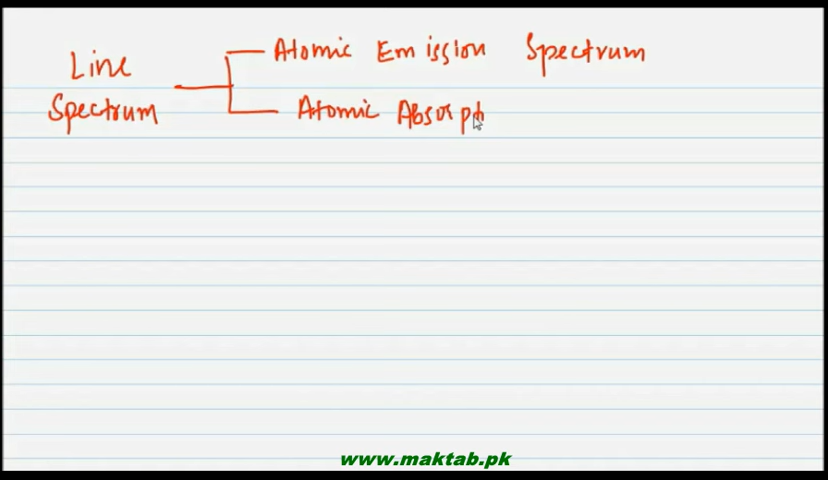 Line
Spectrum
Atomic Emission Spectrum
Atomic Absorpt
www.maktab.pk